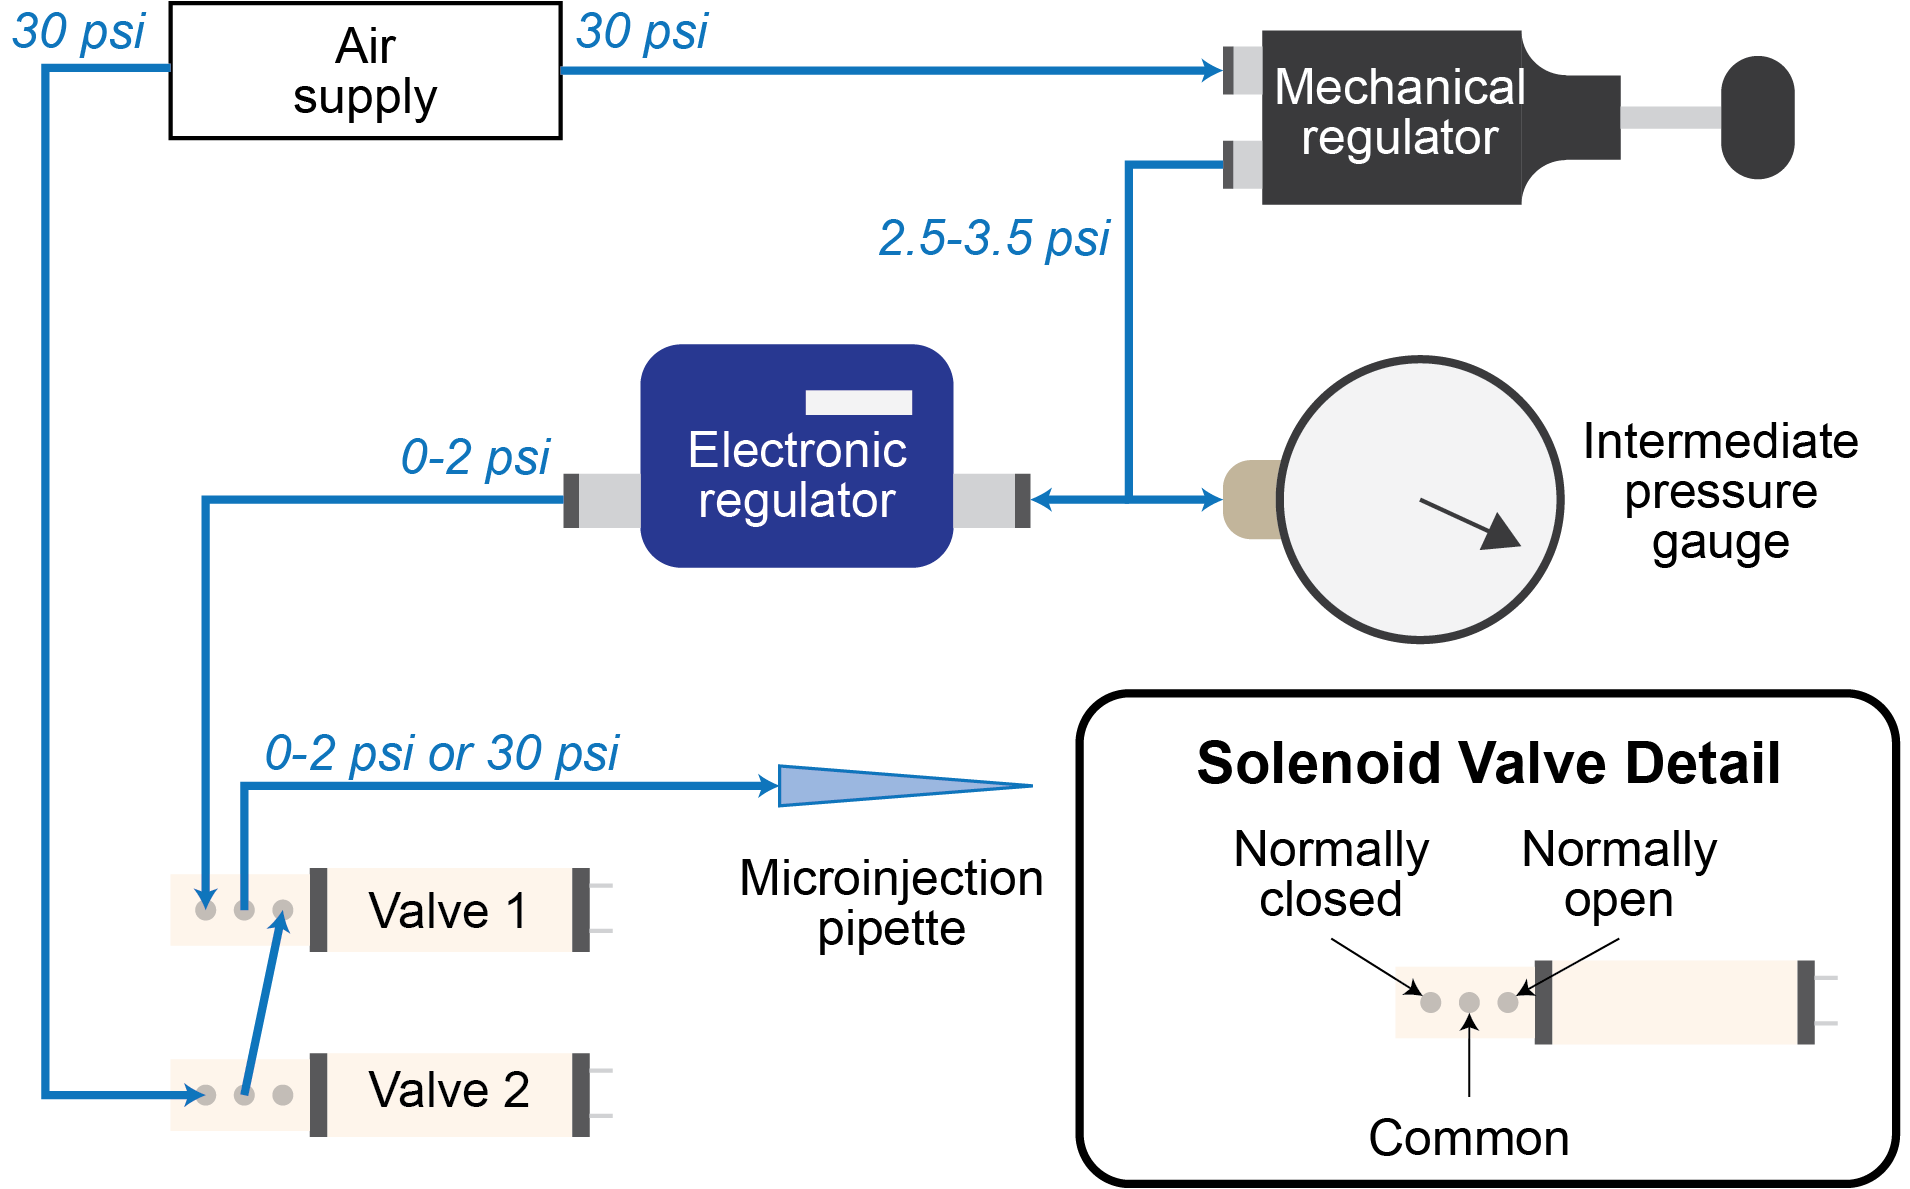 30 psi
Air
supply
30 psi
Mechanical
regulator
2.5-3.5 psi
Electronic
regulator
0-2 psi
Intermediate
pressure
gauge
0-2 psi or 30 psi
Microinjection
pipette
Valve 1
Valve 2
Solenoid Valve Detail
Normally
closed
Normally
open
Common